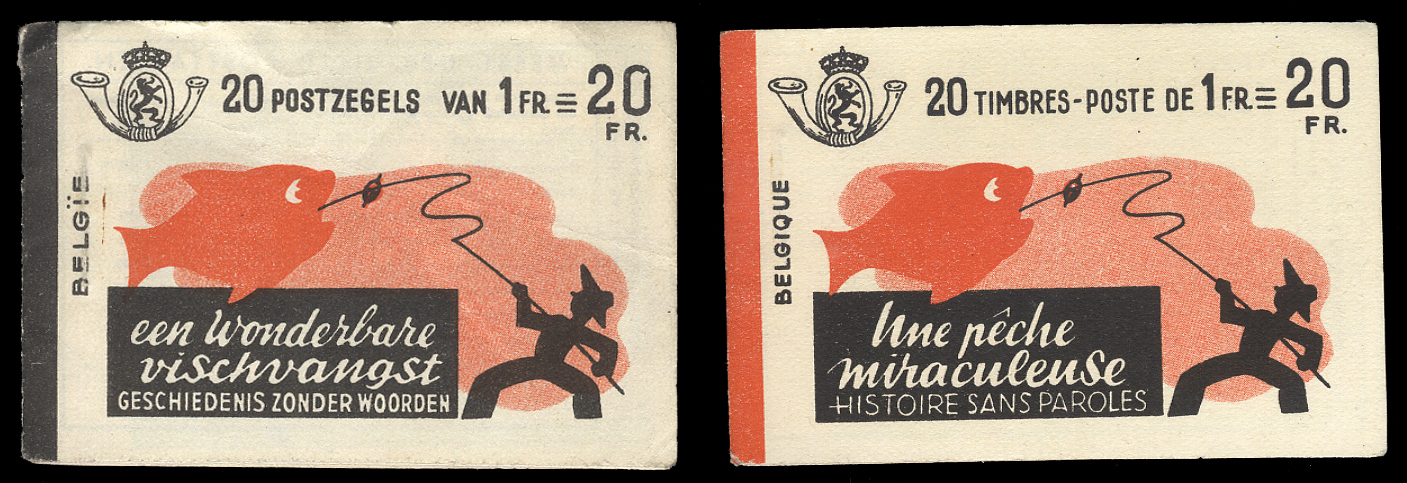 20 POSTZEGELS VAN 1 FR. = 20 FR.
BELGÏE
een wonderbare
vischvangst
GESCHIEDENIS ZONDER WOORDEN
20 TIMBRES-POSTE DE 1 FR. = 20 FR.
BELGIQUE
Une pêche
miraculeuse
HISTOIRE SANS PAROLES